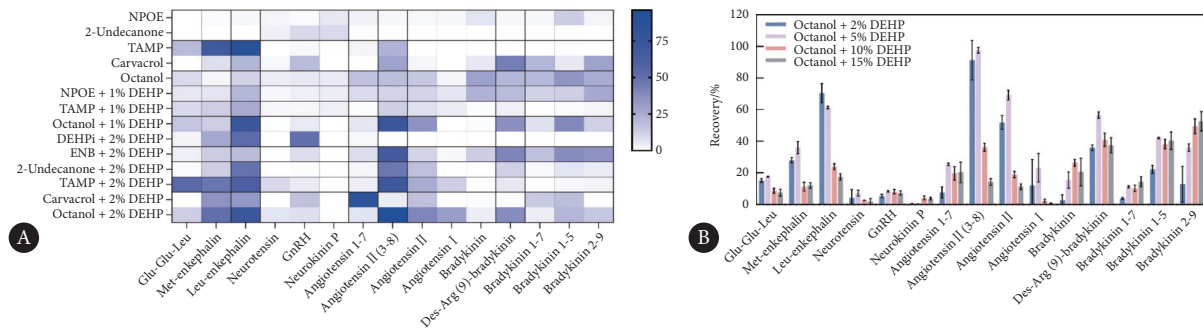 NPOE
2-Undecanone
TAMP
Carvacrol
Octanol
NPOE + 1% DEHP
TAMP + 1% DEHP
Octanol + 1% DEHP
DEHPi + 2% DEHP
ENB + 2% DEHP
2-Undecanone + 2% DEHP
TAMP + 2% DEHP
Carvacrol + 2% DEHP
Octanol + 2% DEHP
Glu-Glu-Leu
Met-enkephalin
Leu-enkephalin
Neurotensin
GnRH
Neurokinin P
Angiotensin 1-7
Angiotensin II (3-8)
Angiotensin II
Angiotensin I
Bradykinin
Des-Arg (9)-bradykinin
Bradykinin 1-7
Bradykinin 1-5
Bradykinin 2-9
75
50
25
0
A
120
100
80
60
40
20
0
Recovery/%
Octanol + 2% DEHP
Octanol + 5% DEHP
Octanol + 10% DEHP
Octanol + 15% DEHP
Glu-Glu-Leu
Met-enkephalin
Leu-enkephalin
Neurotensin
GnRH
Neurokinin P
Angiotensin 1-7
Angiotensin II (3-8)
Angiotensin II
Angiotensin I
Bradykinin
Des-Arg (9)-bradykinin
Bradykinin 1-7
Bradykinin 1-5
Bradykinin 2-9
B